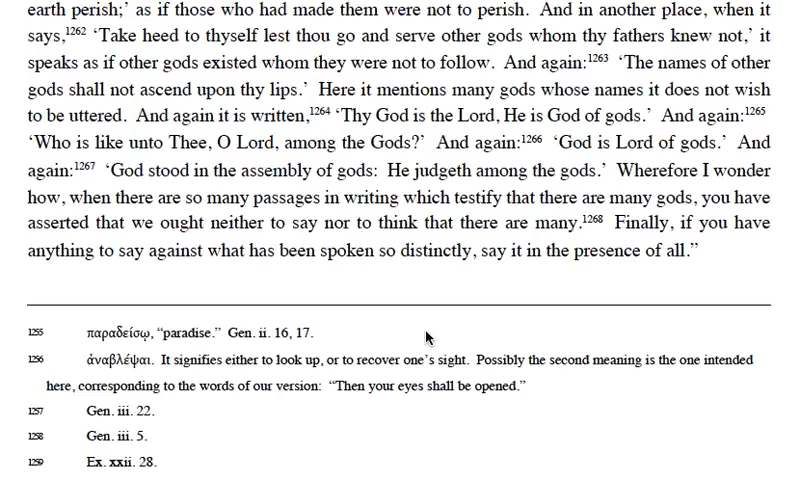 earth perish;’ as if those who had made them were not to perish. And in another place, when it
says,1262 ‘Take heed to thyself lest thou go and serve other gods whom thy fathers knew not,’ it
speaks as if other gods existed whom they were not to follow. And again:1263 ‘The names of other
gods shall not ascend upon thy lips.’ Here it mentions many gods whose names it does not wish
to be uttered. And again it is written,1264 ‘Thy God is the Lord, He is God of gods.’ And again:1265
‘Who is like unto Thee, O Lord, among the Gods?’ And again:1266 ‘God is Lord of gods.’ And
again:1267 ‘God stood in the assembly of gods: He judgeth among the gods.’ Wherefore I wonder
how, when there are so many passages in writing which testify that there are many gods, you have
asserted that we ought neither to say nor to think that there are many.1268 Finally, if you have
anything to say against what has been spoken so distinctly, say it in the presence of all.”
1255 παραδείσῳ, “paradise.” Gen. ii. 16, 17.
1256 ἀναβλέψαι. It signifies either to look up, or to recover one’s sight. Possibly the second meaning is the one intended
here, corresponding to the words of our version: “Then your eyes shall be opened.”
1257 Gen. iii. 22.
1258 Gen. iii. 5.
1259 Ex. xxii. 28.